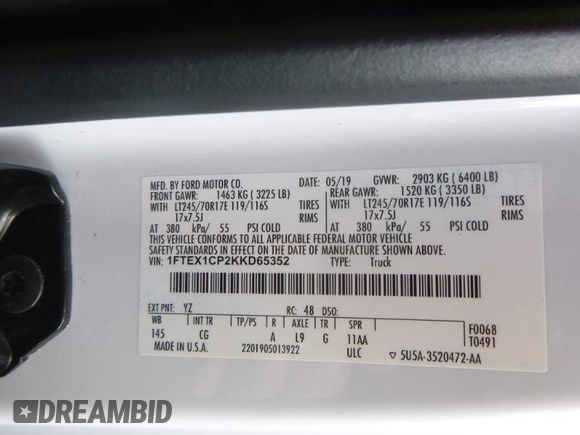 MFD. BY FORD MOTOR CO. DATE: 05/19 GVWR: 2903 KG ( 6400 LB)
FRONT GAWR: 1463 KG ( 3225 LB) REAR GAWR: 1520 KG ( 3350 LB)
WITH LT245/70R17E 119/116S TIRES WITH LT245/70R17E 119/116S TIRES
17x7.5J RIMS 17x7.5J RIMS
AT 380 kPa/ 55 PSI COLD AT 380 kPa/ 55 PSI COLD
THIS VEHICLE CONFORMS TO ALL APPLICABLE FEDERAL MOTOR VEHICLE
SAFETY STANDARDS IN EFFECT ON THE DATE OF MANUFACTURE SHOWN ABOVE.
VIN: 1FTEX1CP2KKD65352 TYPE: Truck
EXT PNT: YZ RC: 48 DSO: F0068
WB INT TR TP/PS R AXLE TR SPR T0491
145 CG A L9 G 11AA
MADE IN U.S.A. 2201905013922 ULC ▽ 5U5A-3520472-AA
DREAMBID